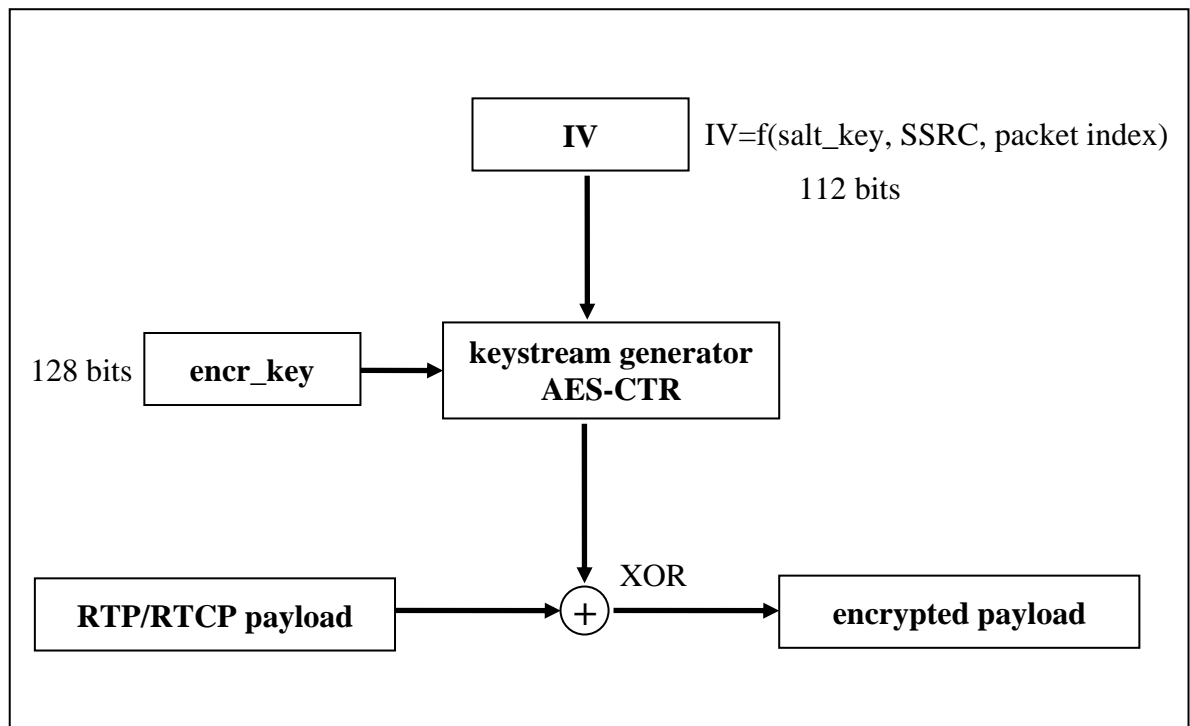 IV
IV=f(salt_key, SSRC, packet index)
112 bits
128 bits
encr_key
keystream generator
AES-CTR
XOR
RTP/RTCP payload
+
encrypted payload